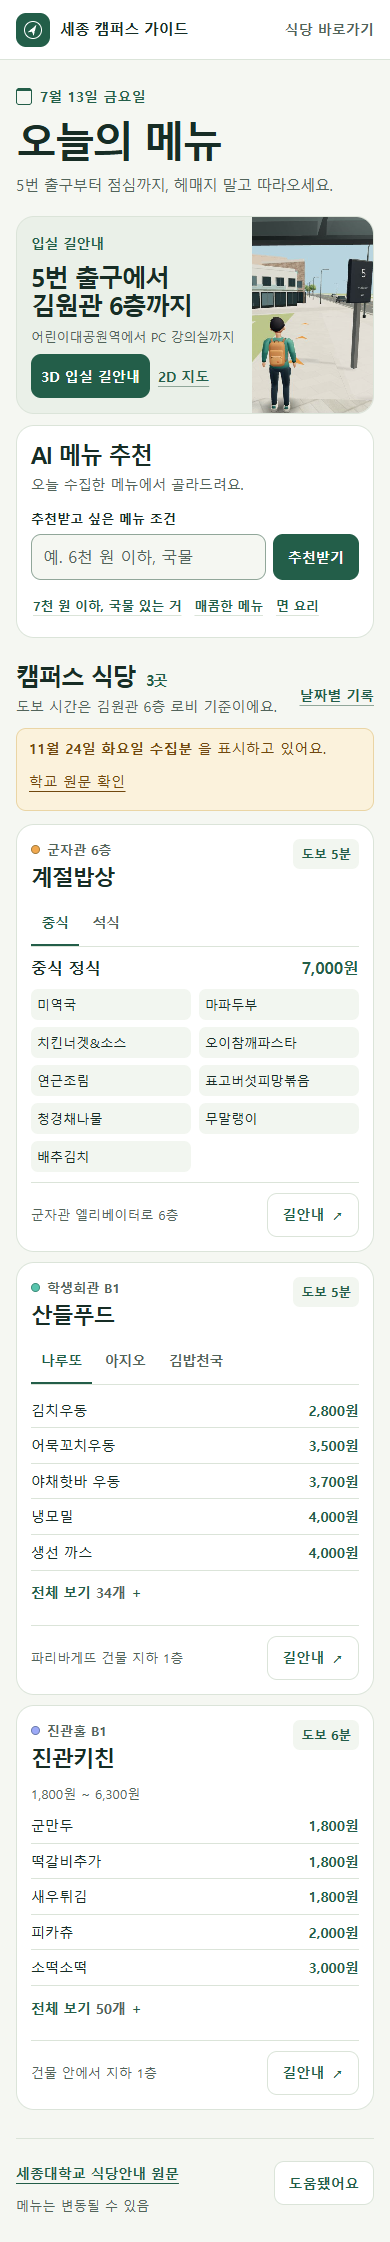 세종 캠퍼스 가이드
식당 바로가기
7월 13일 금요일
오늘의 메뉴
5번 출구부터 점심까지, 헤매지 말고 따라오세요.
입실 길안내
5번 출구에서
김원관 6층까지
어린이대공원역에서 PC 강의실까지
3D 입실 길안내
2D 지도
5
AI 메뉴 추천
오늘 수집한 메뉴에서 골라드려요.
추천받고 싶은 메뉴 조건
예. 6천 원 이하, 국물
추천받기
7천 원 이하, 국물 있는 거
매콤한 메뉴
면 요리
캠퍼스 식당 3곳
도보 시간은 김원관 6층 로비 기준이에요.
날짜별 기록
11월 24일 화요일 수집분 을 표시하고 있어요.
학교 원문 확인
군자관 6층
도보 5분
계절밥상
중식
석식
중식 정식
7,000원
미역국
마파두부
치킨너겟&소스
오이참깨파스타
연근조림
표고버섯피망볶음
청경채나물
무말랭이
배추김치
군자관 엘리베이터로 6층
길안내 ↗
학생회관 B1
도보 5분
산들푸드
나루또
아지오
김밥천국
김치우동
2,800원
어묵꼬치우동
3,500원
야채핫바 우동
3,700원
냉모밀
4,000원
생선 까스
4,000원
전체 보기 34개 +
파리바게뜨 건물 지하 1층
길안내 ↗
진관홀 B1
도보 6분
진관키친
1,800원 ~ 6,300원
군만두
1,800원
떡갈비추가
1,800원
새우튀김
1,800원
피카츄
2,000원
소떡소떡
3,000원
전체 보기 50개 +
건물 안에서 지하 1층
길안내 ↗
세종대학교 식당안내 원문
메뉴는 변동될 수 있음
도움됐어요